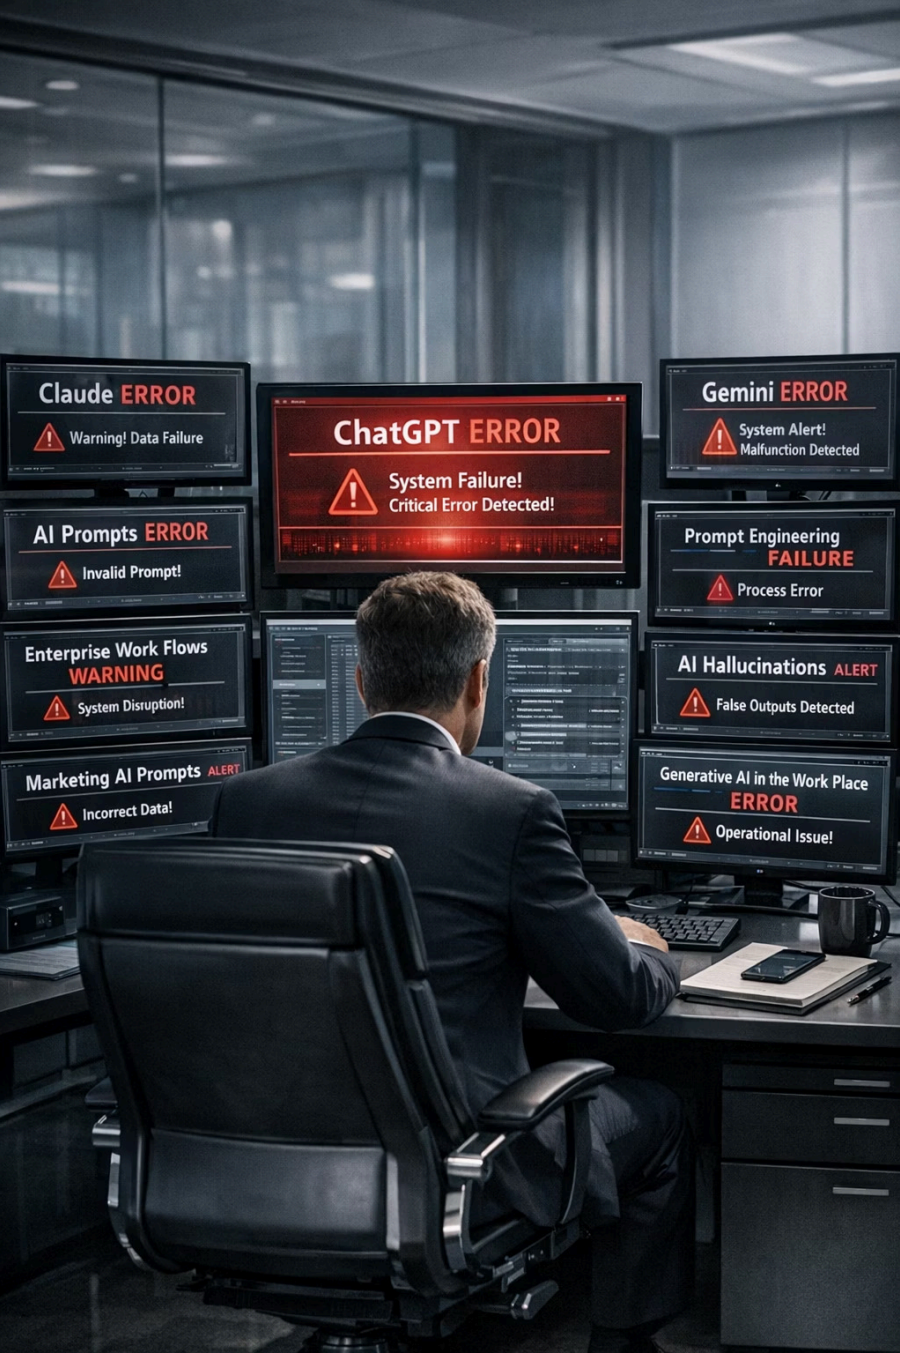 Claude ERROR
Warning! Data Failure
AI Prompts ERROR
Invalid Prompt!
Enterprise Work Flows
WARNING
System Disruption!
Marketing AI Prompts ALERT
Incorrect Data!
ChatGPT ERROR
System Failure!
Critical Error Detected!
Gemini ERROR
System Alert!
Malfunction Detected
Prompt Engineering
FAILURE
Process Error
AI Hallucinations ALERT
False Outputs Detected
Generative AI in the Work Place
ERROR
Operational Issue!